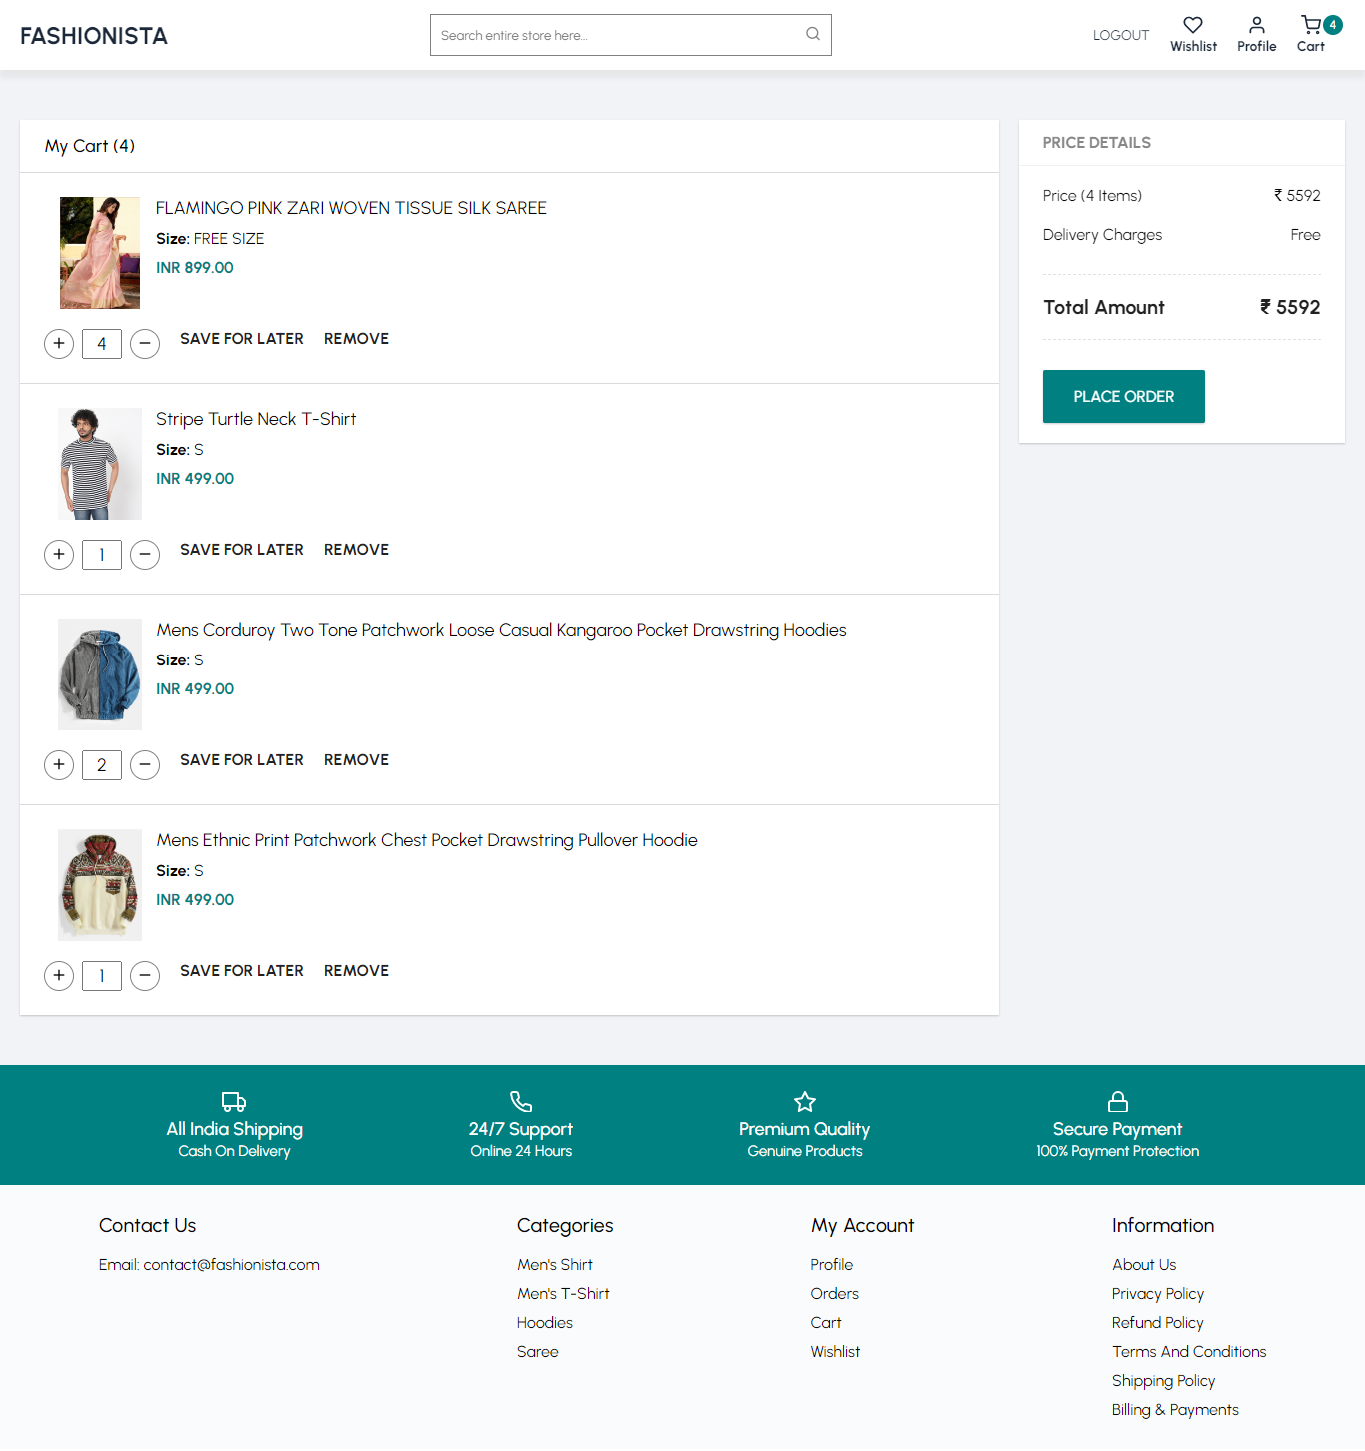 FASHIONISTA
Search entire store here...
LOGOUT
Wishlist
Profile
Cart
4
My Cart (4)
FLAMINGO PINK ZARI WOVEN TISSUE SILK SAREE
Size: FREE SIZE
INR 899.00
+ 4 − SAVE FOR LATER REMOVE
Stripe Turtle Neck T-Shirt
Size: S
INR 499.00
+ 1 − SAVE FOR LATER REMOVE
Mens Corduroy Two Tone Patchwork Loose Casual Kangaroo Pocket Drawstring Hoodies
Size: S
INR 499.00
+ 2 − SAVE FOR LATER REMOVE
Mens Ethnic Print Patchwork Chest Pocket Drawstring Pullover Hoodie
Size: S
INR 499.00
+ 1 − SAVE FOR LATER REMOVE
PRICE DETAILS
Price (4 Items) ₹ 5592
Delivery Charges Free
Total Amount ₹ 5592
PLACE ORDER
All India Shipping
Cash On Delivery
24/7 Support
Online 24 Hours
Premium Quality
Genuine Products
Secure Payment
100% Payment Protection
Contact Us
Email: contact@fashionista.com
Categories
Men's Shirt
Men's T-Shirt
Hoodies
Saree
My Account
Profile
Orders
Cart
Wishlist
Information
About Us
Privacy Policy
Refund Policy
Terms And Conditions
Shipping Policy
Billing & Payments